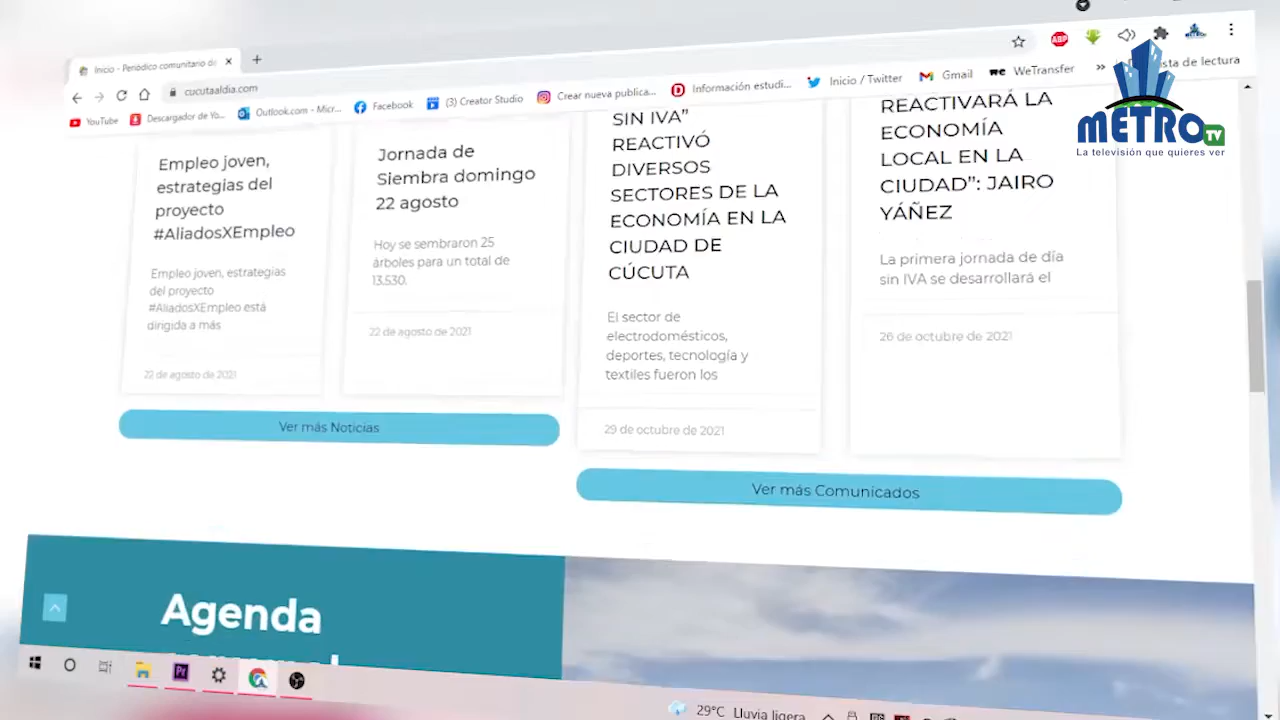 Inicio - Periódico comunitario d
cucutaaldia.com
YouTube
Descargador de Yo...
Outlook.com - Micr...
Facebook
(3) Creator Studio
Crear nueva publica...
Información estudi...
Inicio / Twitter
Gmail
WeTransfer
»
sta de lectura
ABP
METRO TV
La televisión que quieres ver
Empleo joven,
estrategias del
proyecto
#AliadosXEmpleo
Empleo joven, estrategias
del proyecto
#AliadosXEmpleo está
dirigida a más
22 de agosto de 2021
Jornada de
Siembra domingo
22 agosto
Hoy se sembraron 25
árboles para un total de
13.530.
22 de agosto de 2021
Ver más Noticias
SIN IVA”
REACTIVÓ
DIVERSOS
SECTORES DE LA
ECONOMÍA EN LA
CIUDAD DE
CÚCUTA
El sector de
electrodomésticos,
deportes, tecnología y
textiles fueron los
29 de octubre de 2021
REACTIVARÁ LA
ECONOMÍA
LOCAL EN LA
CIUDAD”: JAIRO
YÁÑEZ
La primera jornada de día
sin IVA se desarrollará el
26 de octubre de 2021
Ver más Comunicados
Agenda
Pr
29°C Lluvia ligera